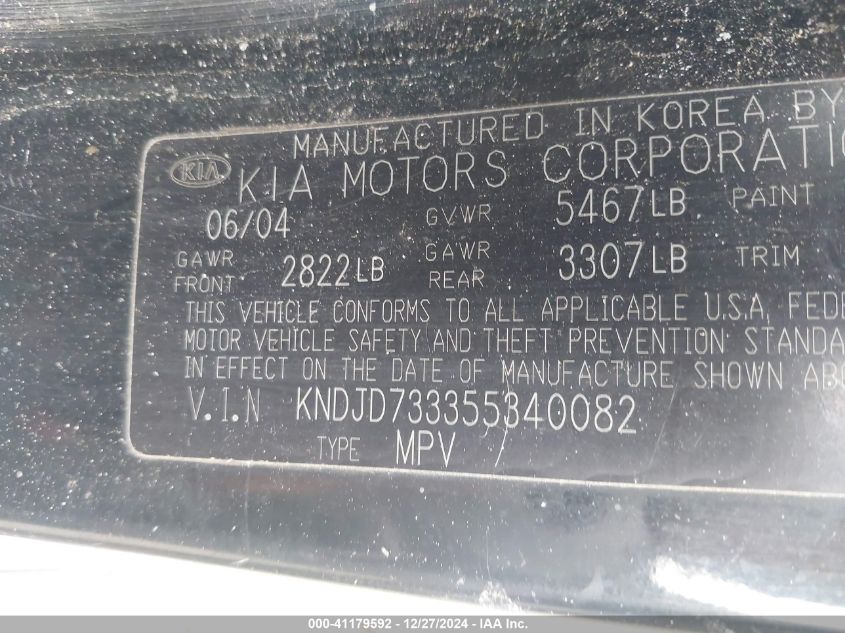 MANUFACTURED IN KOREA BY
KIA KIA MOTORS CORPORATIO
06/04 GVWR 5467LB PAINT
GAWR FRONT 2822LB GAWR REAR 3307LB TRIM
THIS VEHICLE CONFORMS TO ALL APPLICABLE U.S.A, FEDE
MOTOR VEHICLE SAFETY AND THEFT PREVENTION STANDA
IN EFFECT ON THE DATE OF MANUFACTURE SHOWN ABO
V.I.N KNDJD733355340082
TYPE MPV /
000-41179592 - 12/27/2024 - IAA Inc.